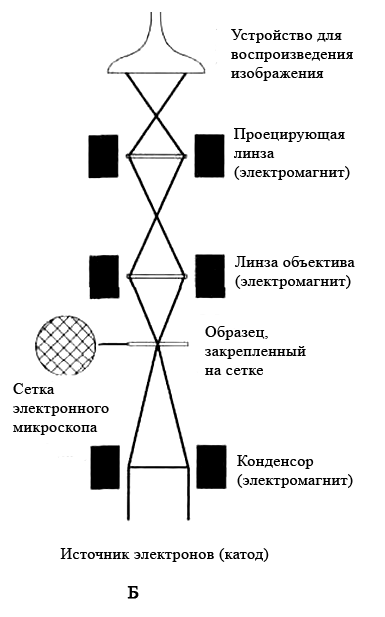 Устройство для
воспроизведения
изображения
Проецирующая
линза
(электромагнит)
Линза объектива
(электромагнит)
Образец,
закрепленный
на сетке
Сетка
электронного
микроскопа
Конденсор
(электромагнит)
Источник электронов (катод)
Б